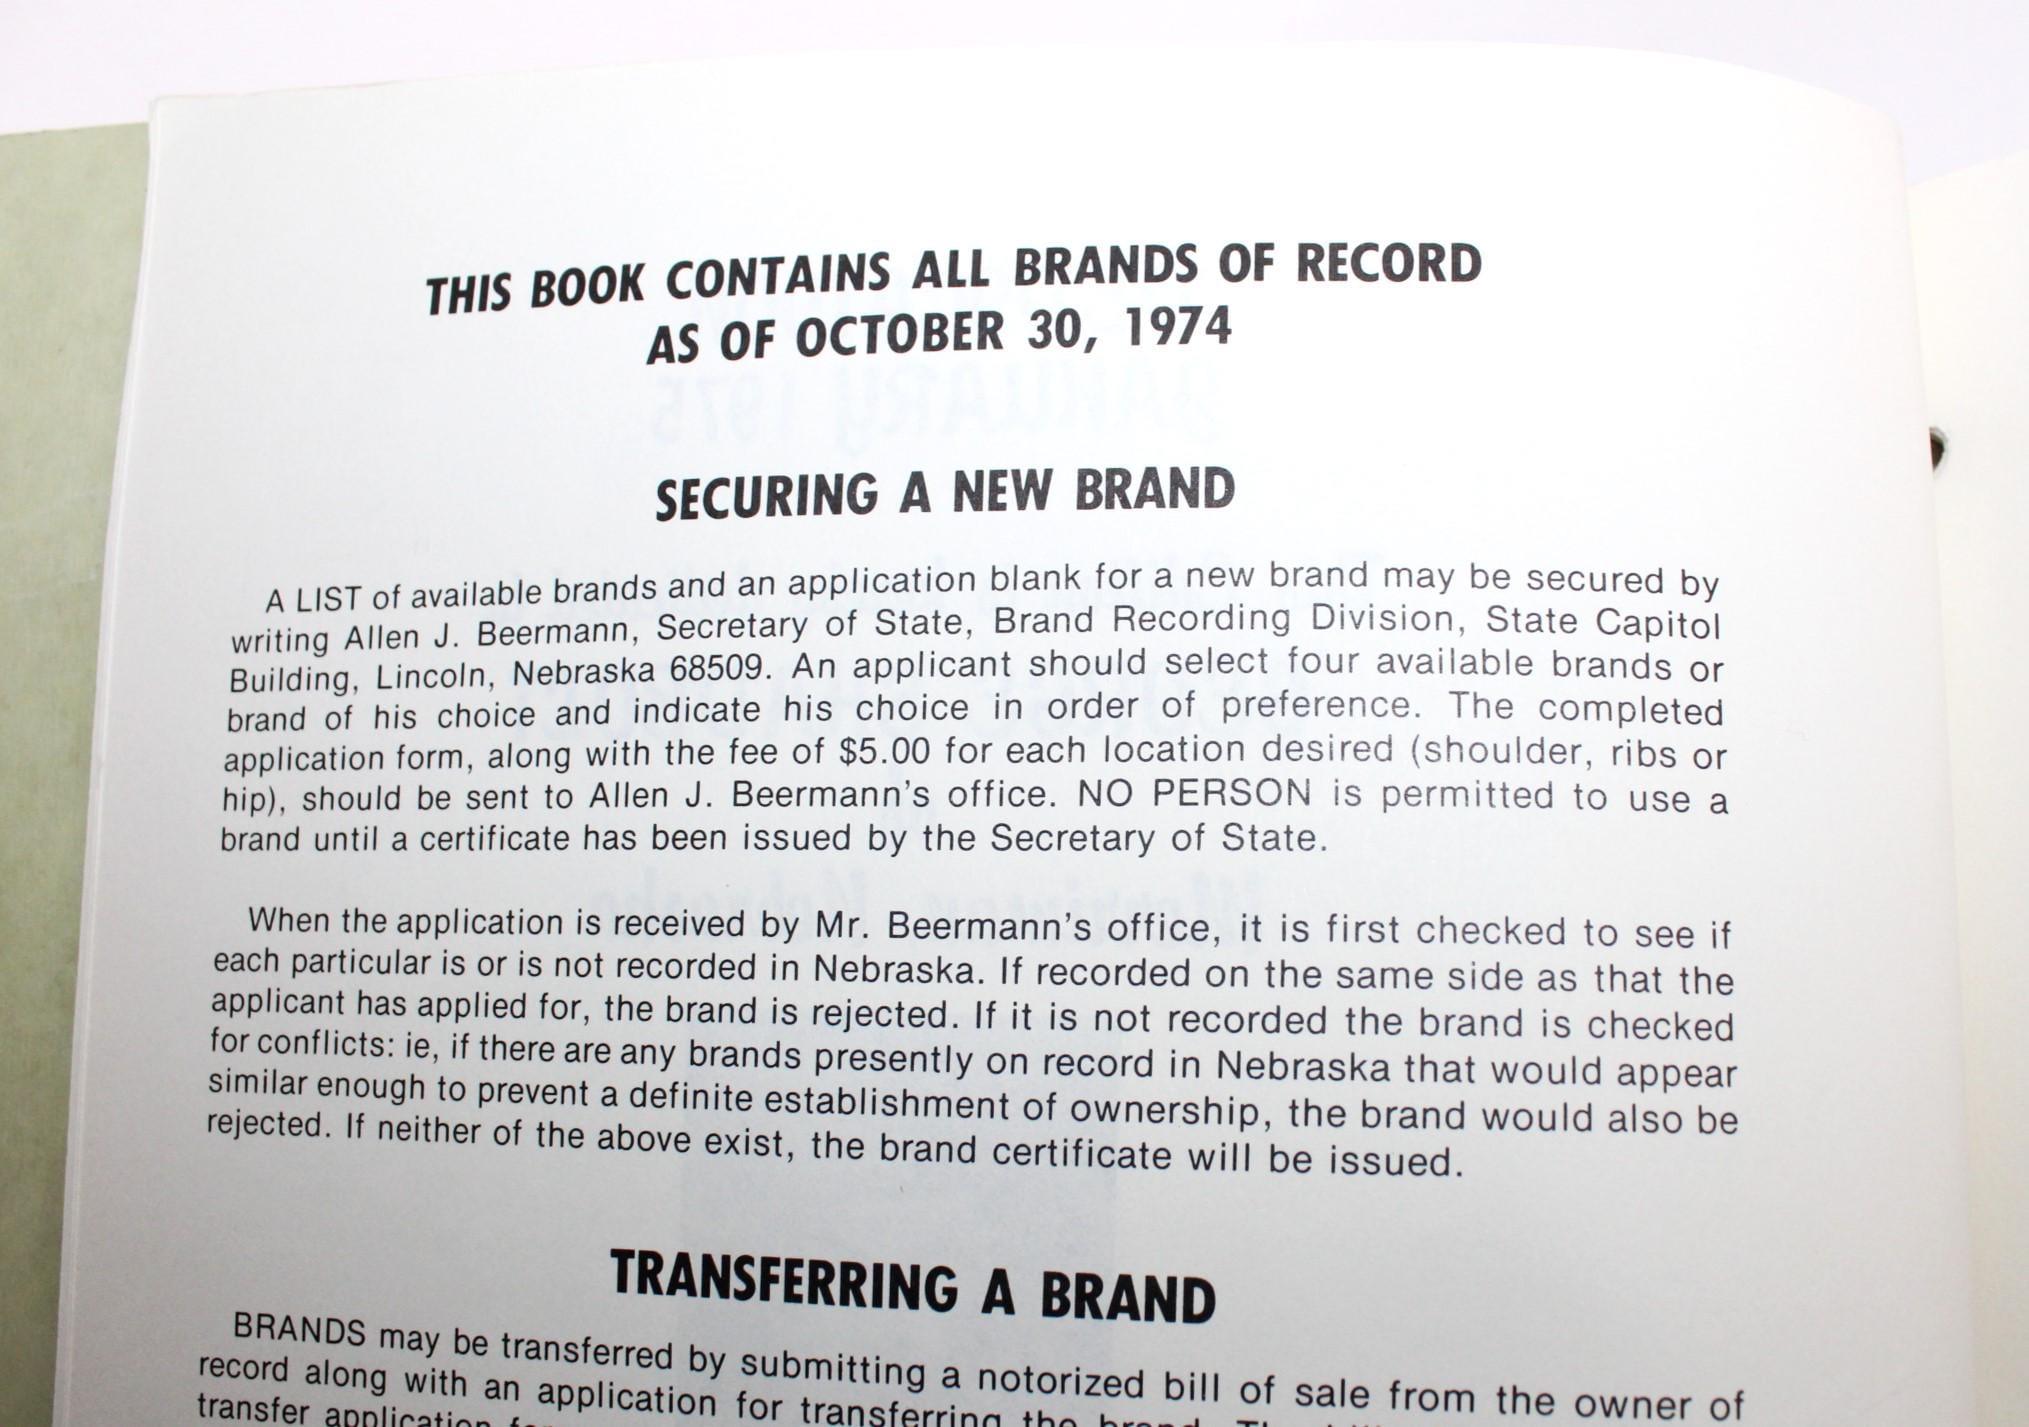 THIS BOOK CONTAINS ALL BRANDS OF RECORD
AS OF OCTOBER 30, 1974
SECURING A NEW BRAND
A LIST of available brands and an application blank for a new brand may be secured by
writing Allen J. Beermann, Secretary of State, Brand Recording Division, State Capitol
Building, Lincoln, Nebraska 68509. An applicant should select four available brands or
brand of his choice and indicate his choice in order of preference. The completed
application form, along with the fee of $5.00 for each location desired (shoulder, ribs or
hip), should be sent to Allen J. Beermann's office. NO PERSON is permitted to use a
brand until a certificate has been issued by the Secretary of State.
When the application is received by Mr. Beermann's office, it is first checked to see if
each particular is or is not recorded in Nebraska. If recorded on the same side as that the
applicant has applied for, the brand is rejected. If it is not recorded the brand is checked
for conflicts: ie, if there are any brands presently on record in Nebraska that would appear
similar enough to prevent a definite establishment of ownership, the brand would also be
rejected. If neither of the above exist, the brand certificate will be issued.
TRANSFERRING A BRAND
BRANDS may be transferred by submitting a notorized bill of sale from the owner of
record along with an application for transferring the brand.
transfer application